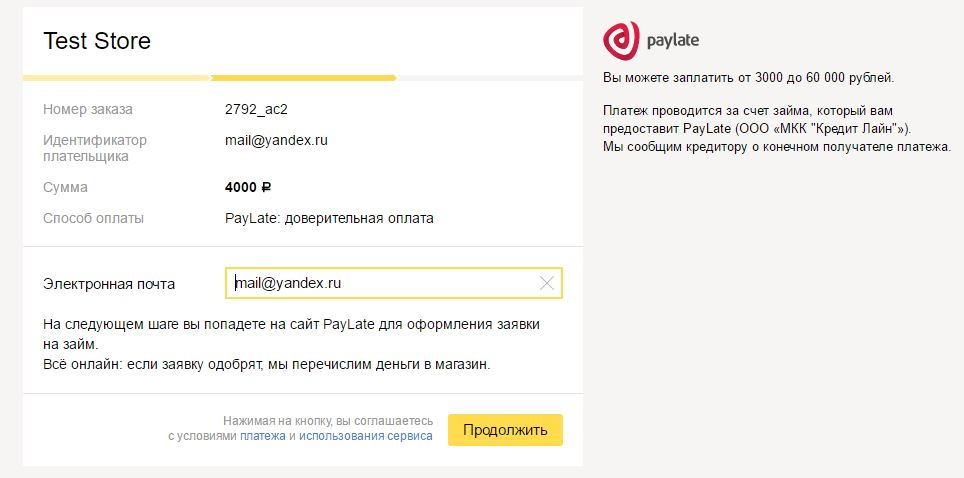 Test Store
Номер заказа 2792_ac2
Идентификатор
плательщика mail@yandex.ru
Сумма 4000 ₽
Способ оплаты PayLate: доверительная оплата
Электронная почта mail@yandex.ru
На следующем шаге вы попадете на сайт PayLate для оформления заявки
на займ.
Всё онлайн: если заявку одобрят, мы перечислим деньги в магазин.
Нажимая на кнопку, вы соглашаетесь
с условиями платежа и использования сервиса
Продолжить
paylate
Вы можете заплатить от 3000 до 60 000 рублей.
Платеж проводится за счет займа, который вам
предоставит PayLate (ООО «МКК "Кредит Лайн"»).
Мы сообщим кредитору о конечном получателе платежа.